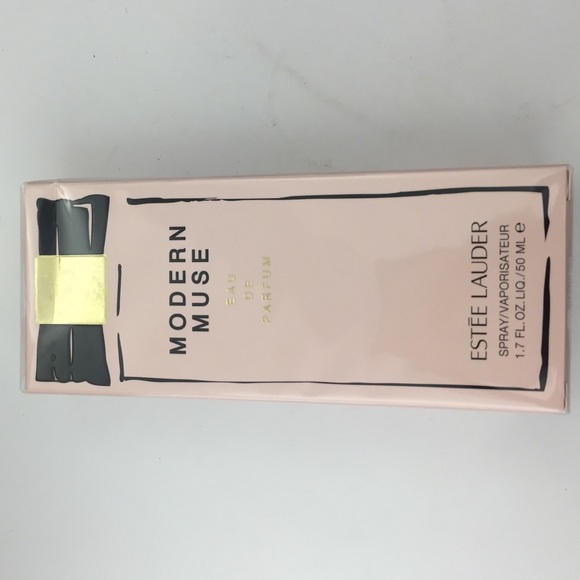 MODERN
MUSE
EAU
DE
PARFUM
ESTĒE LAUDER
SPRAY/VAPORISATEUR
1.7 FL.OZ.LIQ./50 ML ℮